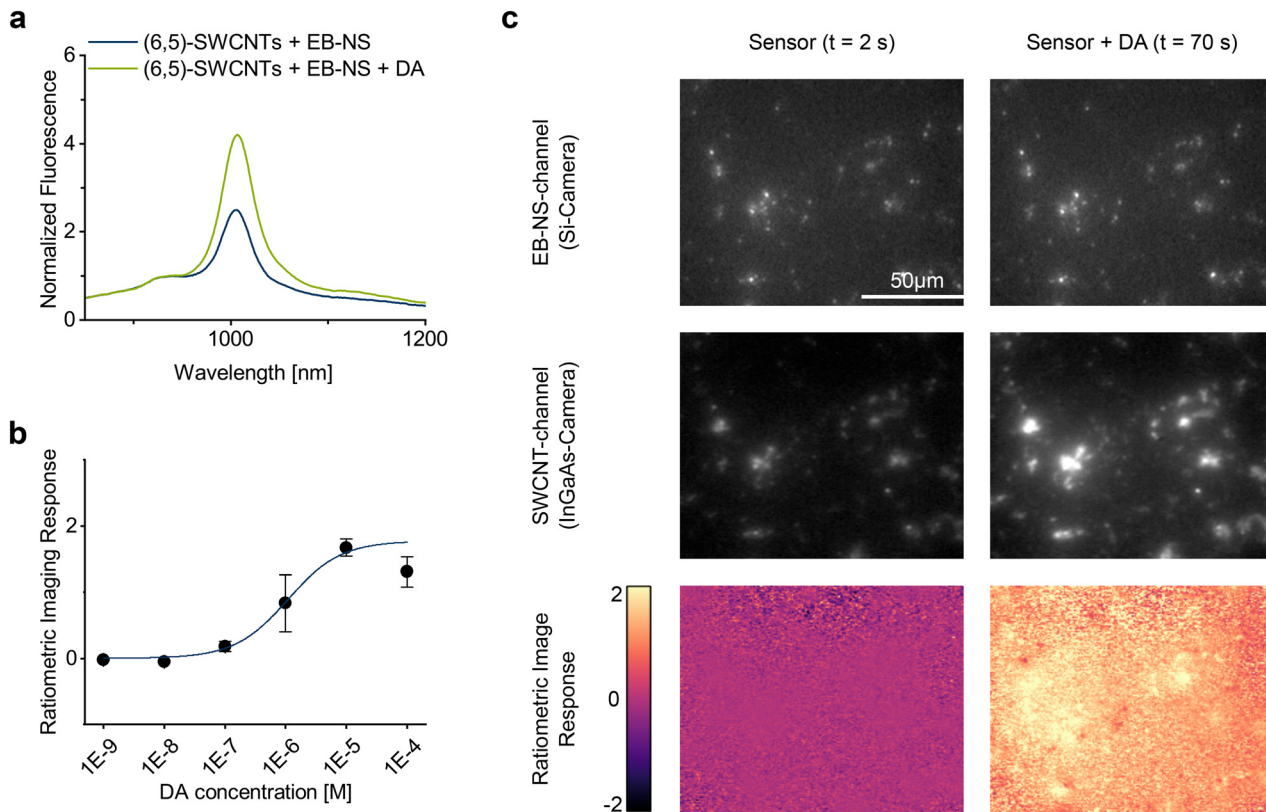 a
(6,5)-SWCNTs + EB-NS
(6,5)-SWCNTs + EB-NS + DA
6
4
2
0
Normalized Fluorescence
1000
1200
Wavelength [nm]
b
Ratiometric Imaging Response
2
0
1E-9
1E-8
1E-7
1E-6
1E-5
1E-4
DA concentration [M]
c
Sensor (t = 2 s)
Sensor + DA (t = 70 s)
EB-NS-channel
(Si-Camera)
50µm
SWCNT-channel
(InGaAs-Camera)
Ratiometric Image
Response
2
0
-2